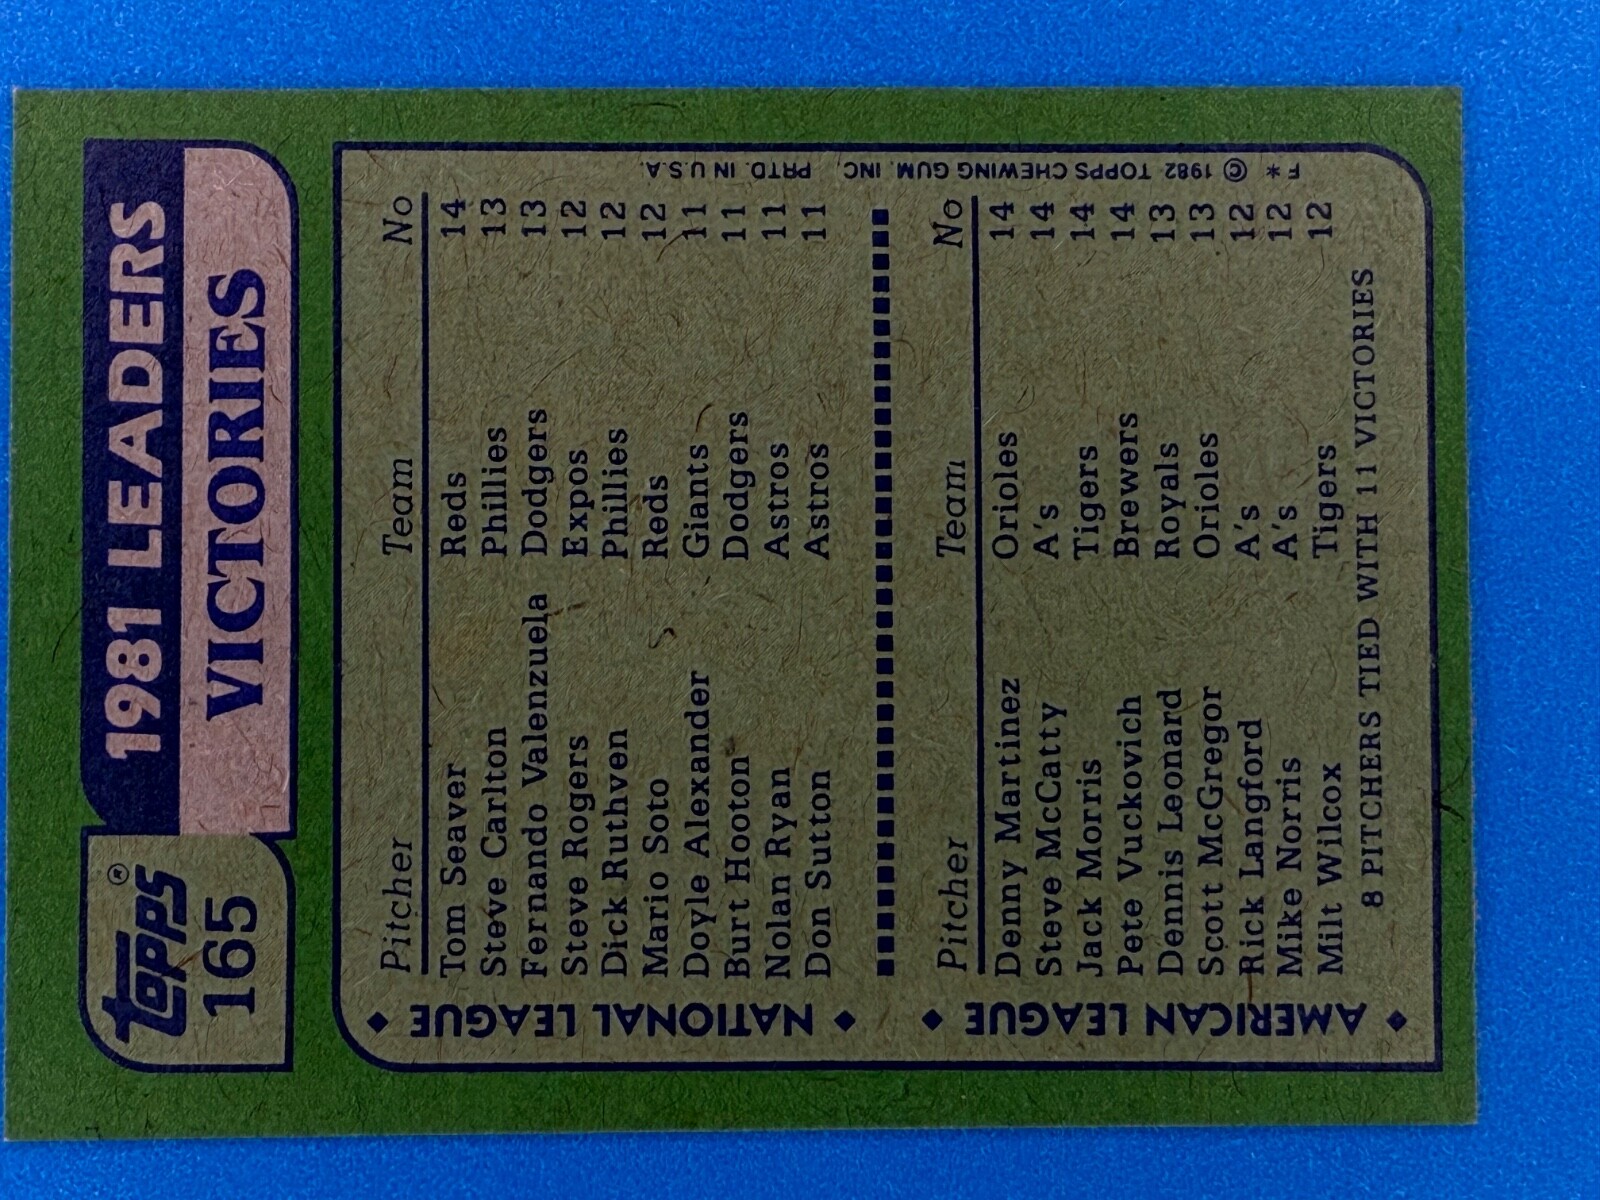 topps®
165
1981 LEADERS
VICTORIES
NATIONAL LEAGUE
Pitcher Team No
Tom Seaver Reds 14
Steve Carlton Phillies 13
Fernando Valenzuela Dodgers 13
Steve Rogers Expos 12
Dick Ruthven Phillies 12
Mario Soto Reds 12
Doyle Alexander Giants 11
Burt Hooton Dodgers 11
Nolan Ryan Astros 11
Don Sutton Astros 11
AMERICAN LEAGUE
Pitcher Team No
Denny Martinez Orioles 14
Steve McCatty A's 14
Jack Morris Tigers 14
Pete Vuckovich Brewers 14
Dennis Leonard Royals 13
Scott McGregor Orioles 13
Rick Langford A's 12
Mike Norris A's 12
Milt Wilcox Tigers 12
8 PITCHERS TIED WITH 11 VICTORIES
F* © 1982 TOPPS CHEWING GUM, INC. PRTD. IN U.S.A.